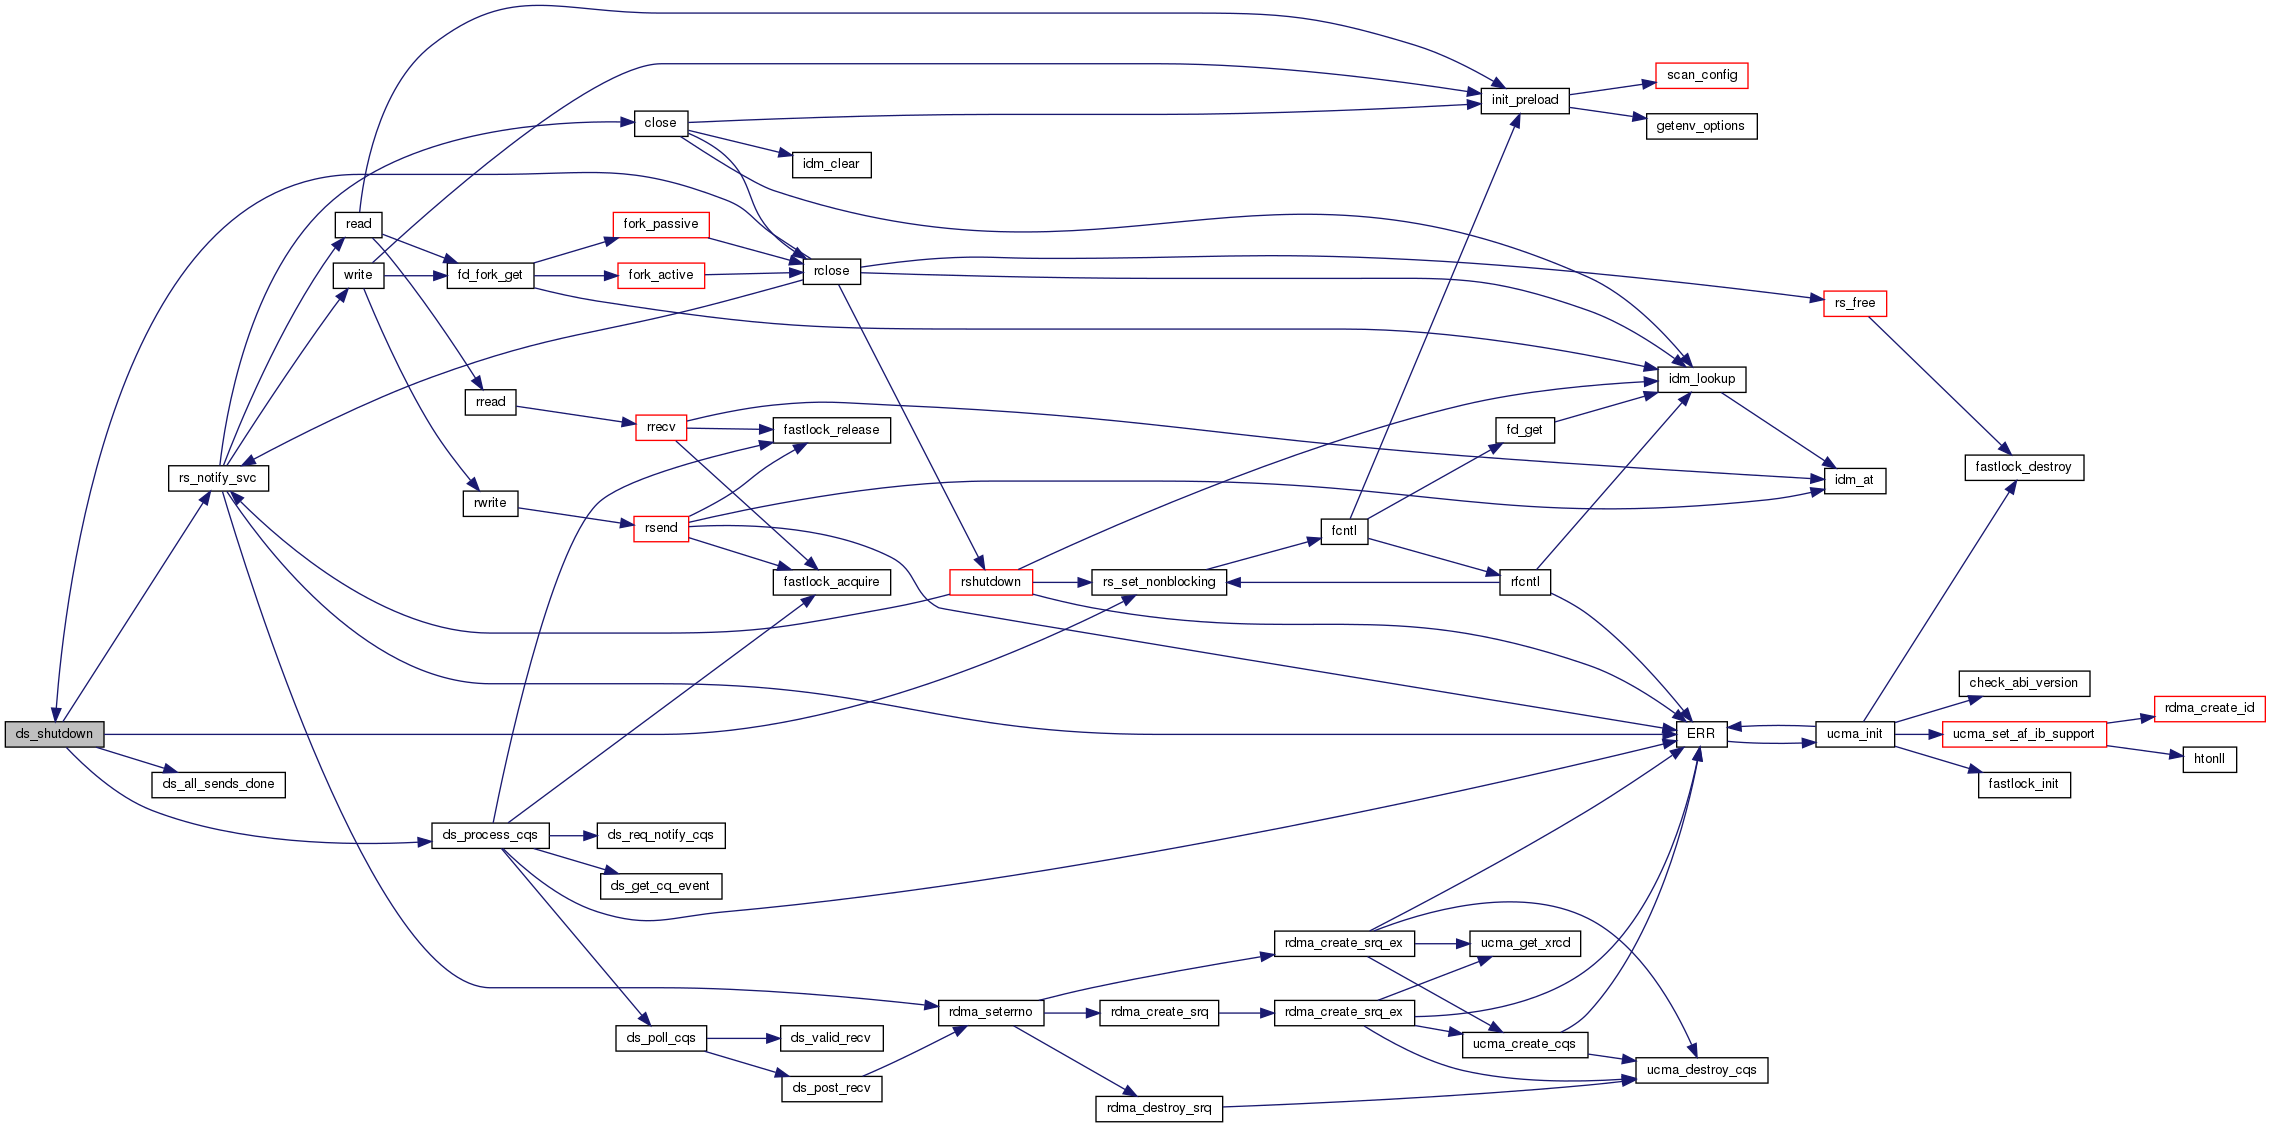 scan_config
init_preload
close
getenv_options
idm_clear
read
fork_passive
write
fd_fork_get
fork_active
rclose
rs_free
idm_lookup
rread
rrecv
fastlock_release
fd_get
rs_notify_svc
fastlock_destroy
idm_at
rwrite
rsend
fcntl
fastlock_acquire
rshutdown
rs_set_nonblocking
rfcntl
check_abi_version
rdma_create_id
ds_shutdown
ERR
ucma_init
ucma_set_af_ib_support
htonll
ds_all_sends_done
fastlock_init
ds_process_cqs
ds_req_notify_cqs
ds_get_cq_event
rdma_create_srq_ex
ucma_get_xrcd
rdma_seterrno
rdma_create_srq
rdma_create_srq_ex
ds_poll_cqs
ds_valid_recv
ucma_create_cqs
ucma_destroy_cqs
ds_post_recv
rdma_destroy_srq